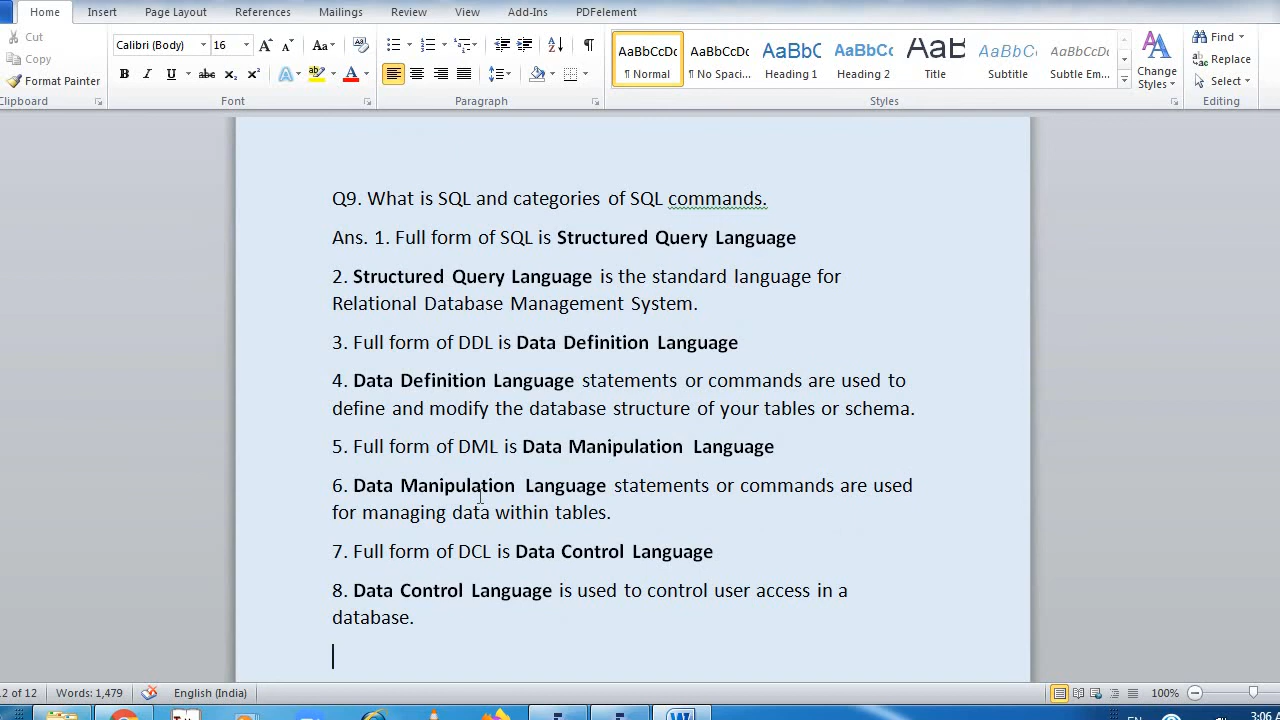 Home Insert Page Layout References Mailings Review View Add-Ins PDFelement
Cut
Copy
Format Painter
Clipboard
Calibri (Body) 16
Font
Paragraph
AaBbCcDc AaBbCcDc AaBbC AaBbCc AaB AaBbCc AaBbCcDc
¶ Normal ¶ No Spaci... Heading 1 Heading 2 Title Subtitle Subtle Em...
Change
Styles
Styles
Find
Replace
Select
Editing
Q9. What is SQL and categories of SQL commands.
Ans. 1. Full form of SQL is Structured Query Language
2. Structured Query Language is the standard language for
Relational Database Management System.
3. Full form of DDL is Data Definition Language
4. Data Definition Language statements or commands are used to
define and modify the database structure of your tables or schema.
5. Full form of DML is Data Manipulation Language
6. Data Manipulation Language statements or commands are used
for managing data within tables.
7. Full form of DCL is Data Control Language
8. Data Control Language is used to control user access in a
database.
2 of 12 Words: 1,479 English (India) 100%
EN 3:06